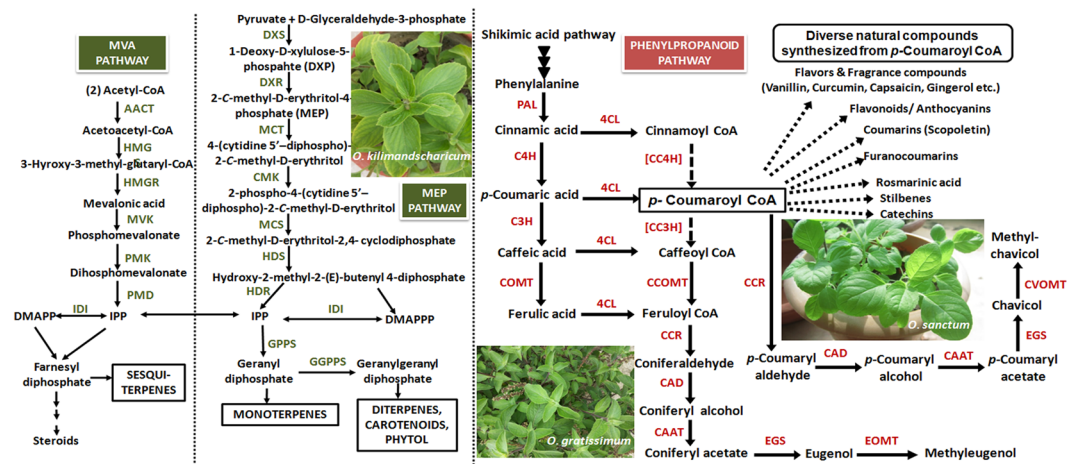 MVA
PATHWAY
(2) Acetyl-CoA
AACT
Acetoacetyl-CoA
HMG
3-Hyroxy-3-methyl-glutaryl-CoA
HMGR
Mevalonic acid
MVK
Phosphomevalonate
PMK
Dihosphomevalonate
PMD
IDI
DMAPP
IPP
Farnesyl
diphosphate
SESQUI-
TERPENES
Steroids
Pyruvate + D-Glyceraldehyde-3-phosphate
DXS
1-Deoxy-D-xylulose-5-
phospahte (DXP)
DXR
2-C-methyl-D-erythritol-4-
phosphate (MEP)
MCT
4-(cytidine 5'–diphospho)-
2-C-methyl-D-erythritol
CMK
2-phospho-4-(cytidine 5'–
diphospho)-2-C-methyl-D-erythritol
MCS
2-C-methyl-D-erythritol-2,4- cyclodiphosphate
HDS
Hydroxy-2-methyl-2-(E)-butenyl 4-diphosphate
HDR
IPP
IDI
DMAPPP
GPPS
Geranyl
diphosphate
GGPPS
Geranylgeranyl
diphosphate
MONOTERPENES
DITERPENES,
CAROTENOIDS,
PHYTOL
O. kilimandscharicum
MEP
PATHWAY
Shikimic acid pathway
PHENYLPROPANOID
PATHWAY
Phenylalanine
PAL
Cinnamic acid
4CL
Cinnamoyl CoA
C4H
[CC4H]
p-Coumaric acid
4CL
p- Coumaroyl CoA
C3H
[CC3H]
Caffeic acid
4CL
Caffeoyl CoA
COMT
CCOMT
Ferulic acid
4CL
Feruloyl CoA
CCR
Coniferaldehyde
CAD
Coniferyl alcohol
CAAT
Coniferyl acetate
EGS
Eugenol
EOMT
Methyleugenol
O. gratissimum
Diverse natural compounds
synthesized from p-Coumaroyl CoA
Flavors & Fragrance compounds
(Vanillin, Curcumin, Capsaicin, Gingerol etc.)
Flavonoids/ Anthocyanins
Coumarins (Scopoletin)
Furanocoumarins
Rosmarinic acid
Stilbenes
Catechins
O. sanctum
CCR
p-Coumaryl
aldehyde
CAD
p-Coumaryl
alcohol
CAAT
p-Coumaryl
acetate
EGS
Chavicol
CVOMT
Methyl-
chavicol